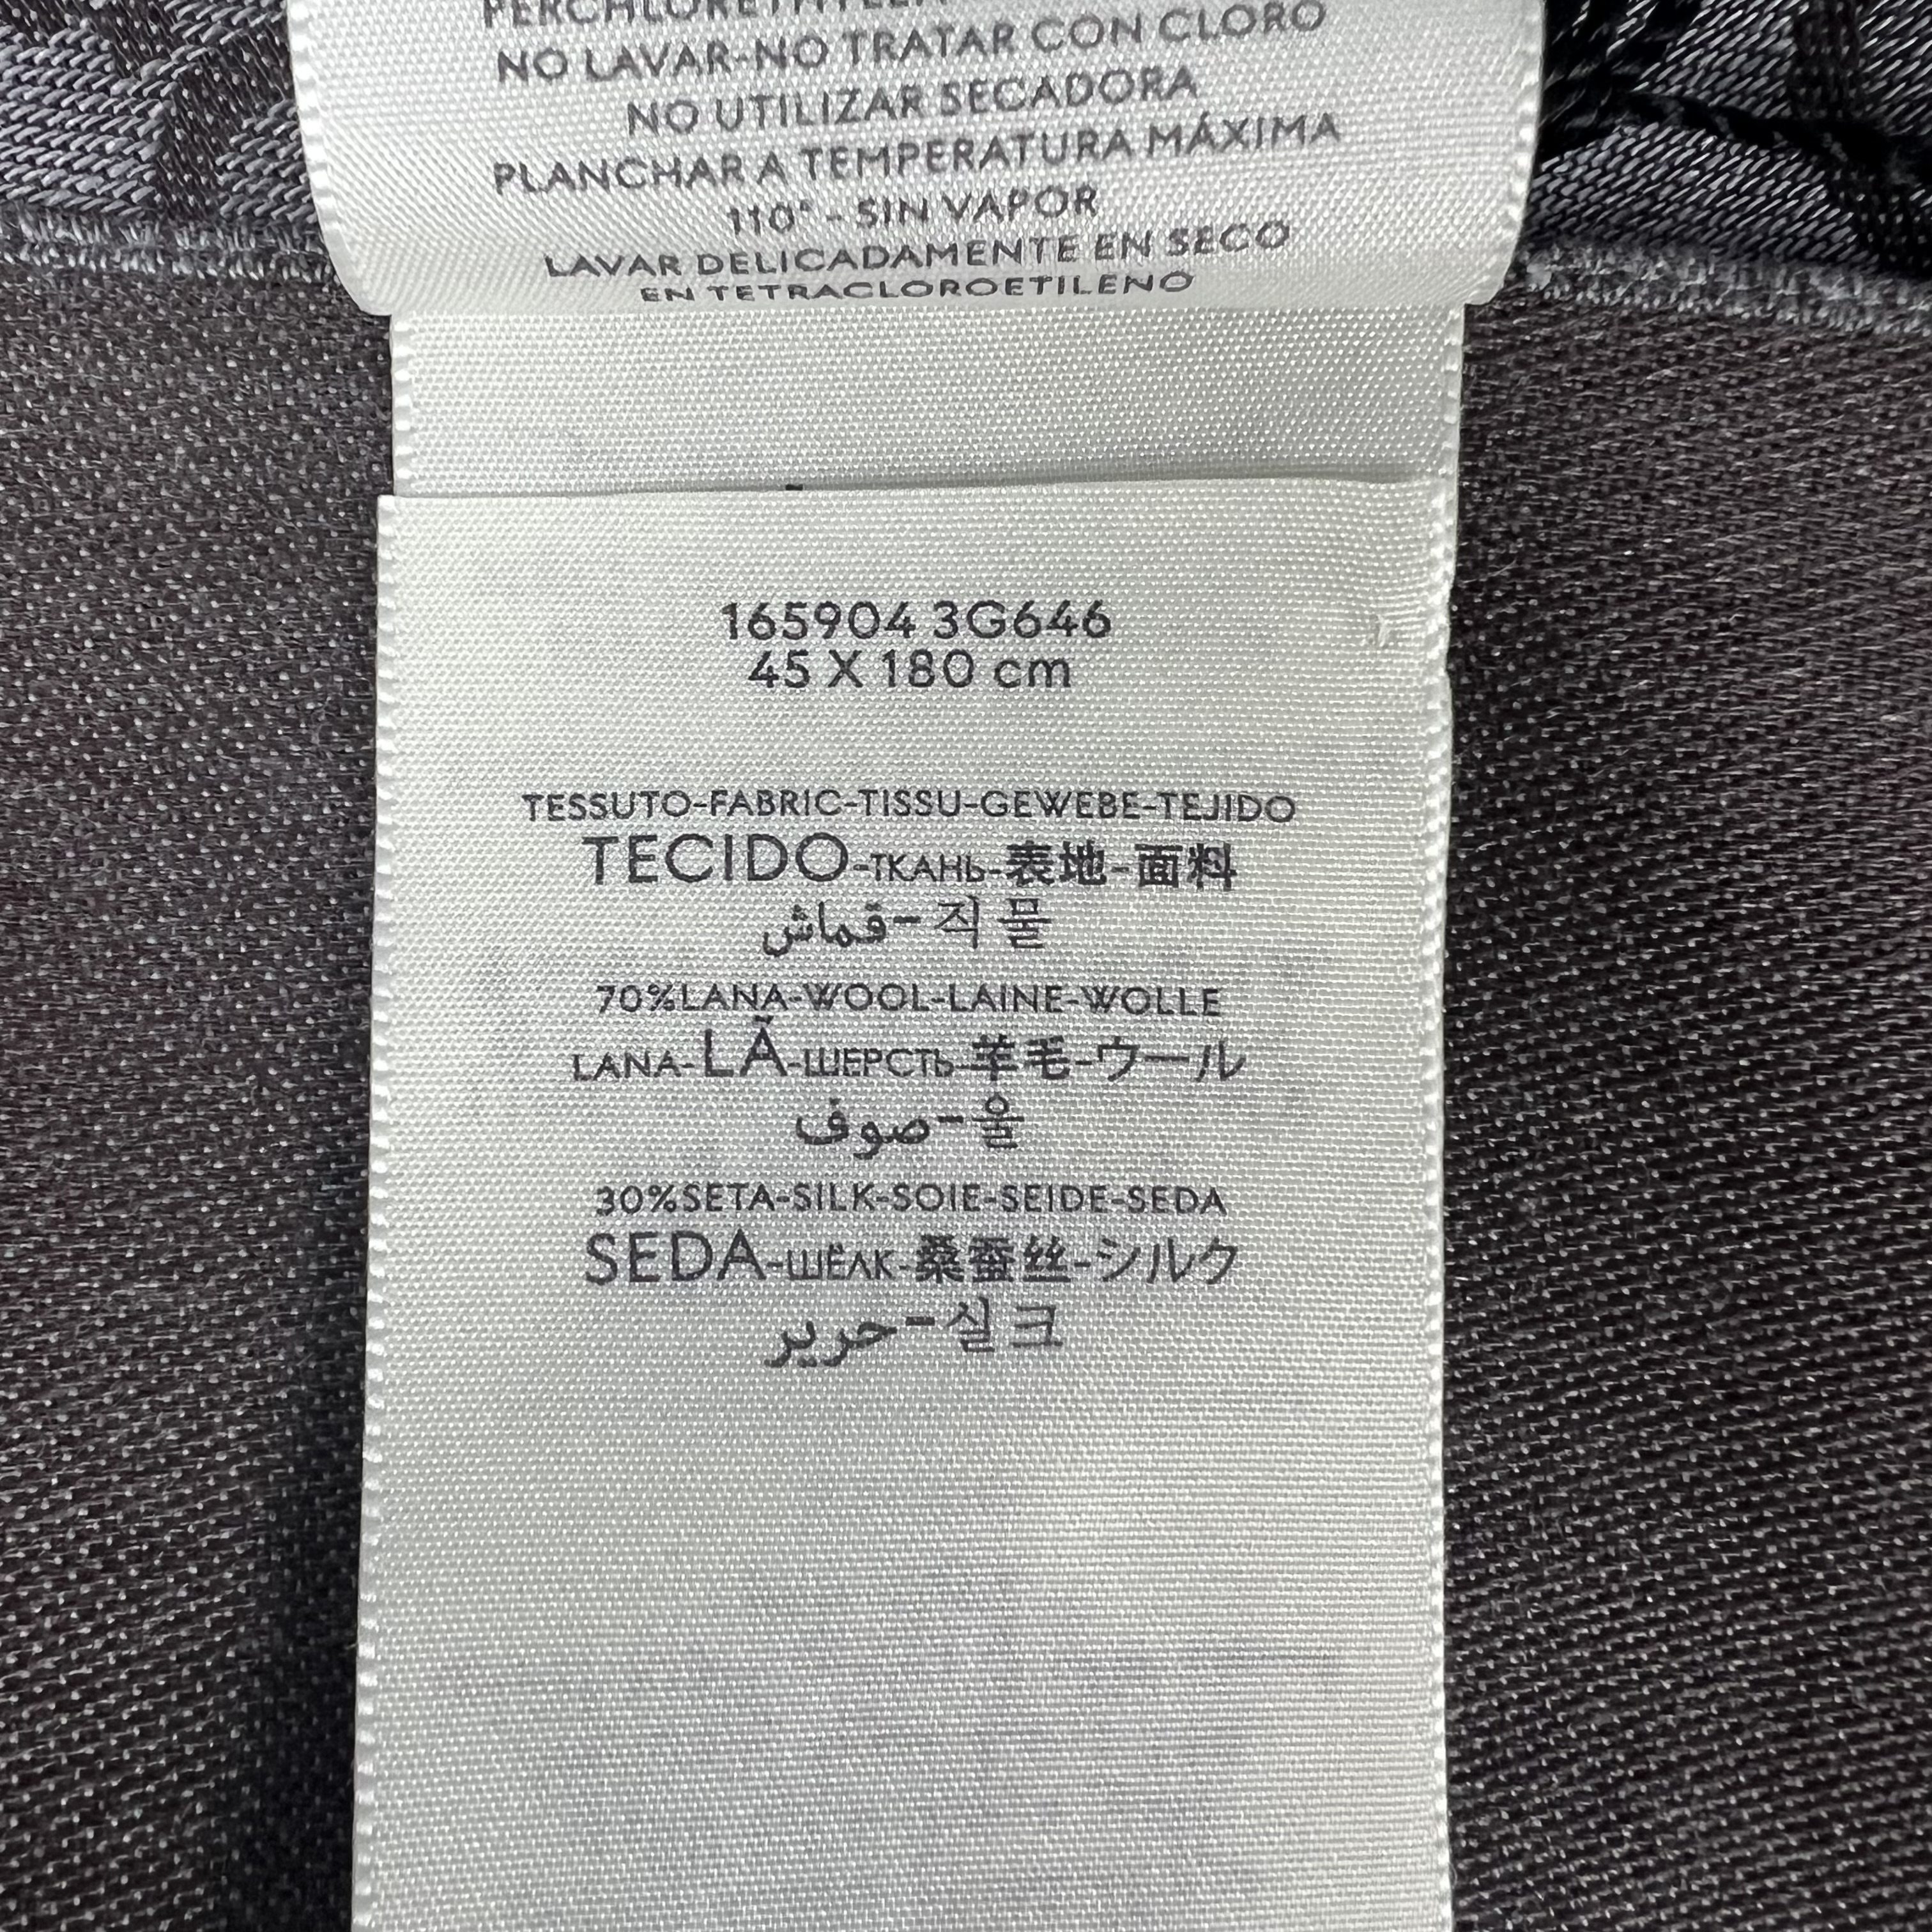 NO LAVAR-NO TRATAR CON CLORO
NO UTILIZAR SECADORA
PLANCHAR A TEMPERATURA MÁXIMA
110° - SIN VAPOR
LAVAR DELICADAMENTE EN SECO
EN TETRACLOROETILENO
165904 3G646
45 X 180 cm
TESSUTO-FABRIC-TISSU-GEWEBE-TEJIDO
TECIDO-ТКАНЬ-表地-面料
قماش-직물
70%LANA-WOOL-LAINE-WOLLE
LANA-LÃ-ШЕРСТЬ-羊毛-ウール
صوف-울
30%SETA-SILK-SOIE-SEIDE-SEDA
SEDA-ШЁЛК-桑蚕丝-シルク
حرير-실크